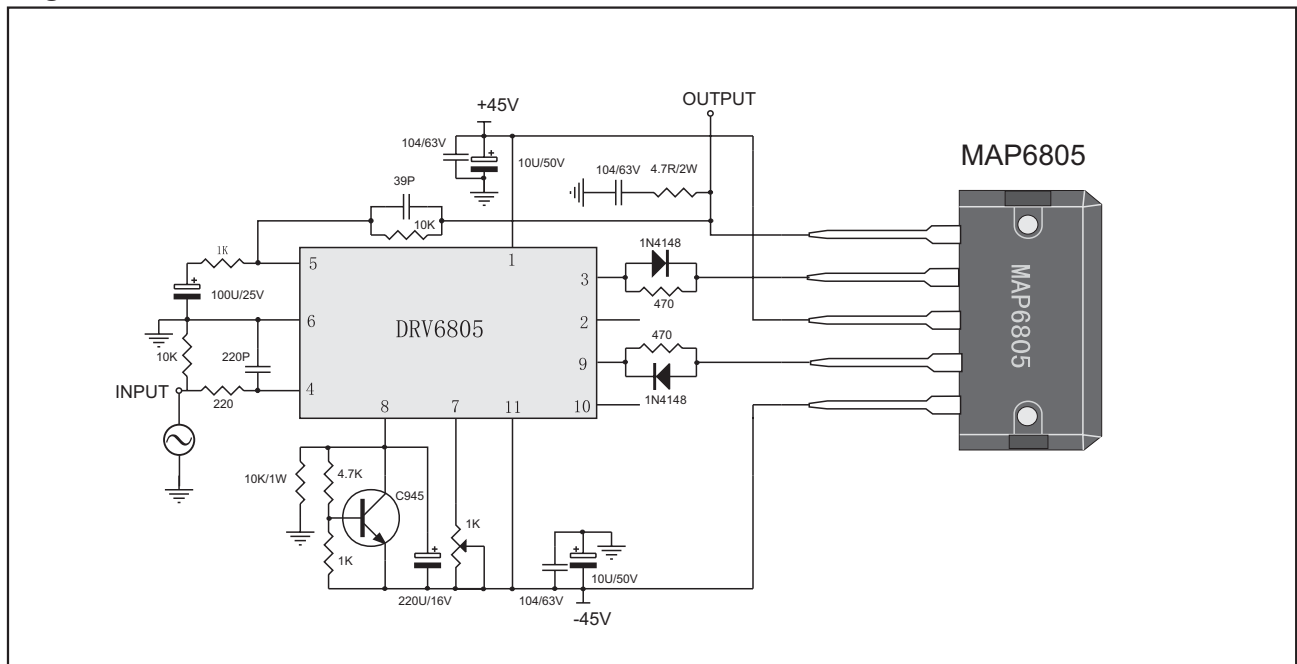 +45V
OUTPUT
104/63V
10U/50V
104/63V
4.7R/2W
MAP6805
39P
10K
1K
5
1
3
1N4148
470
100U/25V
6
DRV6805
2
MAP6805
10K
220P
470
9
INPUT
220
4
1N4148
8
7
11
10
10K/1W
4.7K
C945
1K
1K
10U/50V
220U/16V
104/63V
-45V